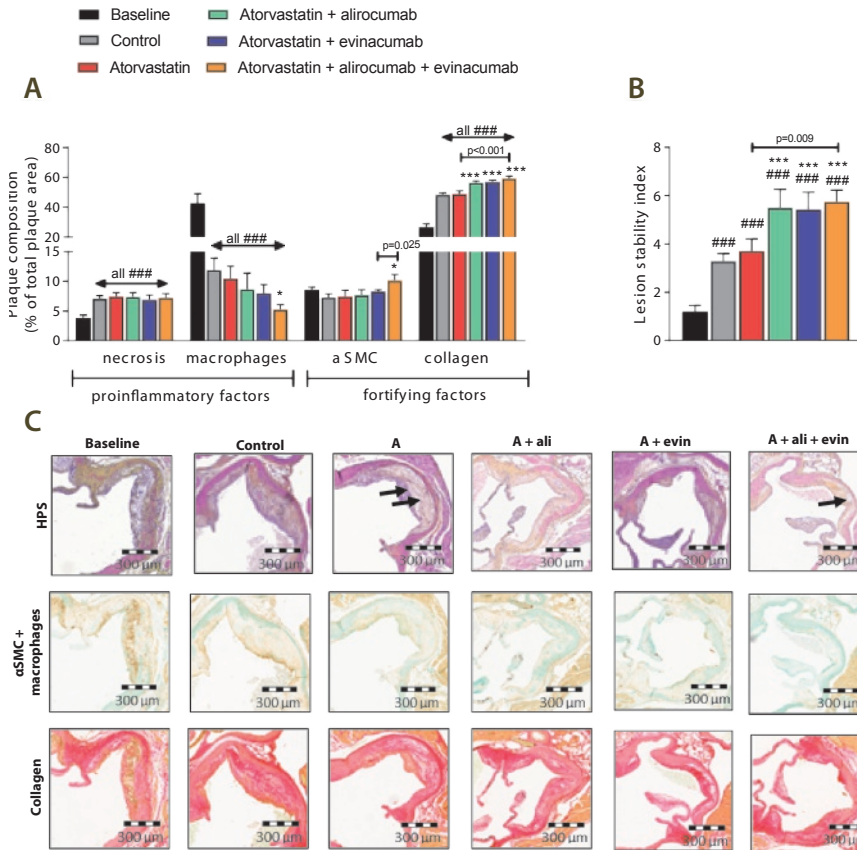 Baseline
Control
Atorvastatin
Atorvastatin + alirocumab
Atorvastatin + evinacumab
Atorvastatin + alirocumab + evinacumab
A
Plaque composition
(% of total plaque area)
80
60
40
20
15
10
5
0
all ###
all ###
*
p=0.025
*
all ###
p<0.001
*** *** ***
necrosis
macrophages
a SMC
collagen
proinflammatory factors
fortifying factors
B
Lesion stability index
8
6
4
2
0
p=0.009
###
###
***
###
***
###
***
###
C
Baseline
Control
A
A + ali
A + evin
A + ali + evin
HPS
300 µm
300 µm
300 µm
300 µm
300 µm
300 µm
αSMC +
macrophages
300 µm
300 µm
300 µm
300 µm
300 µm
300 µm
Collagen
300 µm
300 µm
300 µm
300 µm
300 µm
300 µm